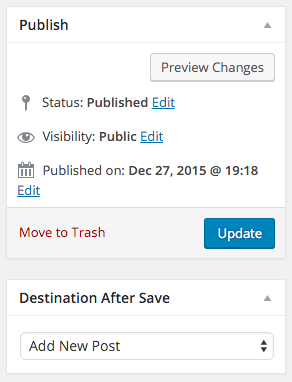 Publish
Preview Changes
Status: Published Edit
Visibility: Public Edit
Published on: Dec 27, 2015 @ 19:18
Edit
Move to Trash Update
Destination After Save
Add New Post